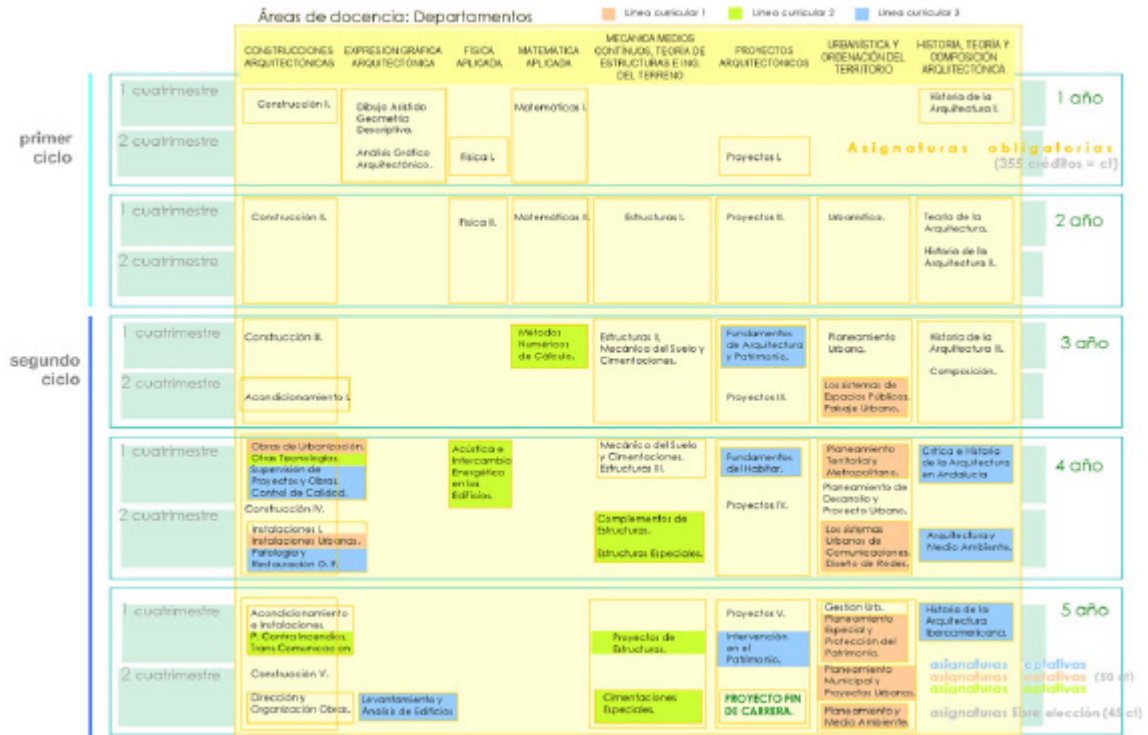 Áreas de docencia: Departamentos
Línea curricular 1
Línea curricular 2
Línea curricular 3
CONSTRUCCIONES
ARQUITECTÓNICAS
EXPRESIÓN GRÁFICA
ARQUITECTÓNICA
FÍSICA
APLICADA
MATEMÁTICA
APLICADA
MECÁNICA MEDIOS
CONTÍNUOS, TEORÍA DE
ESTRUCTURAS E ING.
DEL TERRENO
PROYECTOS
ARQUITECTÓNICOS
URBANÍSTICA Y
ORDENACIÓN DEL
TERRITORIO
HISTORIA, TEORÍA Y
COMPOSICIÓN
ARQUITECTÓNICA
primer
ciclo
1 cuatrimestre
2 cuatrimestre
Construcción I.
Dibujo Asistido
Geometría
Descriptiva.
Análisis Gráfico
Arquitectónico.
Física I.
Matemáticas I.
Proyectos I.
Historia de la
Arquitectura I.
1 año
Asignaturas obligatorias
(355 créditos = ct)
1 cuatrimestre
2 cuatrimestre
Construcción II.
Física II.
Matemáticas II.
Estructuras I.
Proyectos II.
Urbanística.
Teoría de la
Arquitectura.
Historia de la
Arquitectura II.
2 año
segundo
ciclo
1 cuatrimestre
2 cuatrimestre
Construcción III.
Acondicionamiento I.
Métodos
Numéricos
de Cálculo.
Estructuras II,
Mecánica del Suelo y
Cimentaciones.
Fundamentos
de Arquitectura
y Patrimonio.
Proyectos III.
Planeamiento
Urbano.
Los sistemas de
Espacios Públicos.
Paisaje Urbano.
Historia de la
Arquitectura III.
Composición.
3 año
1 cuatrimestre
2 cuatrimestre
Obras de Urbanización.
Otras Tecnologías.
Supervisión de
Proyectos y Obras.
Control de Calidad.
Construcción IV.
Instalaciones I.
Instalaciones Urbanas.
Patología y
Restauración O. F.
Acústica e
Intercambio
Energético
en los
Edificios.
Mecánica del Suelo
y Cimentaciones.
Estructuras III.
Complementos de
Estructuras.
Estructuras Especiales.
Fundamentos
del Habitar.
Proyectos IV.
Planeamiento
Territorial y
Metropolitano.
Planeamiento de
Desarrollo y
Proyecto Urbano.
Los sistemas
Urbanos de
Comunicaciones.
Diseño de Redes.
Crítica e Historia
de la Arquitectura
en Andalucía
Arquitectura y
Medio Ambiente.
4 año
1 cuatrimestre
2 cuatrimestre
Acondicionamiento
e Instalaciones.
P. Contra Incendios.
Trans.Comunicación
Construcción V.
Dirección y
Organización Obras.
Levantamiento y
Análisis de Edificios
Proyectos de
Estructuras.
Cimentaciones
Especiales.
Proyectos V.
Intervención
en el
Patrimonio.
PROYECTO FIN
DE CARRERA.
Gestión Urb.
Planeamiento
Especial y
Protección del
Patrimonio.
Planeamiento
Municipal y
Proyectos Urbanos.
Planeamiento y
Medio Ambiente.
Historia de la
Arquitectura
Iberoamericana.
5 año
asignaturas optativas
asignaturas optativas (50 ct)
asignaturas optativas
asignaturas libre elección (45 ct)